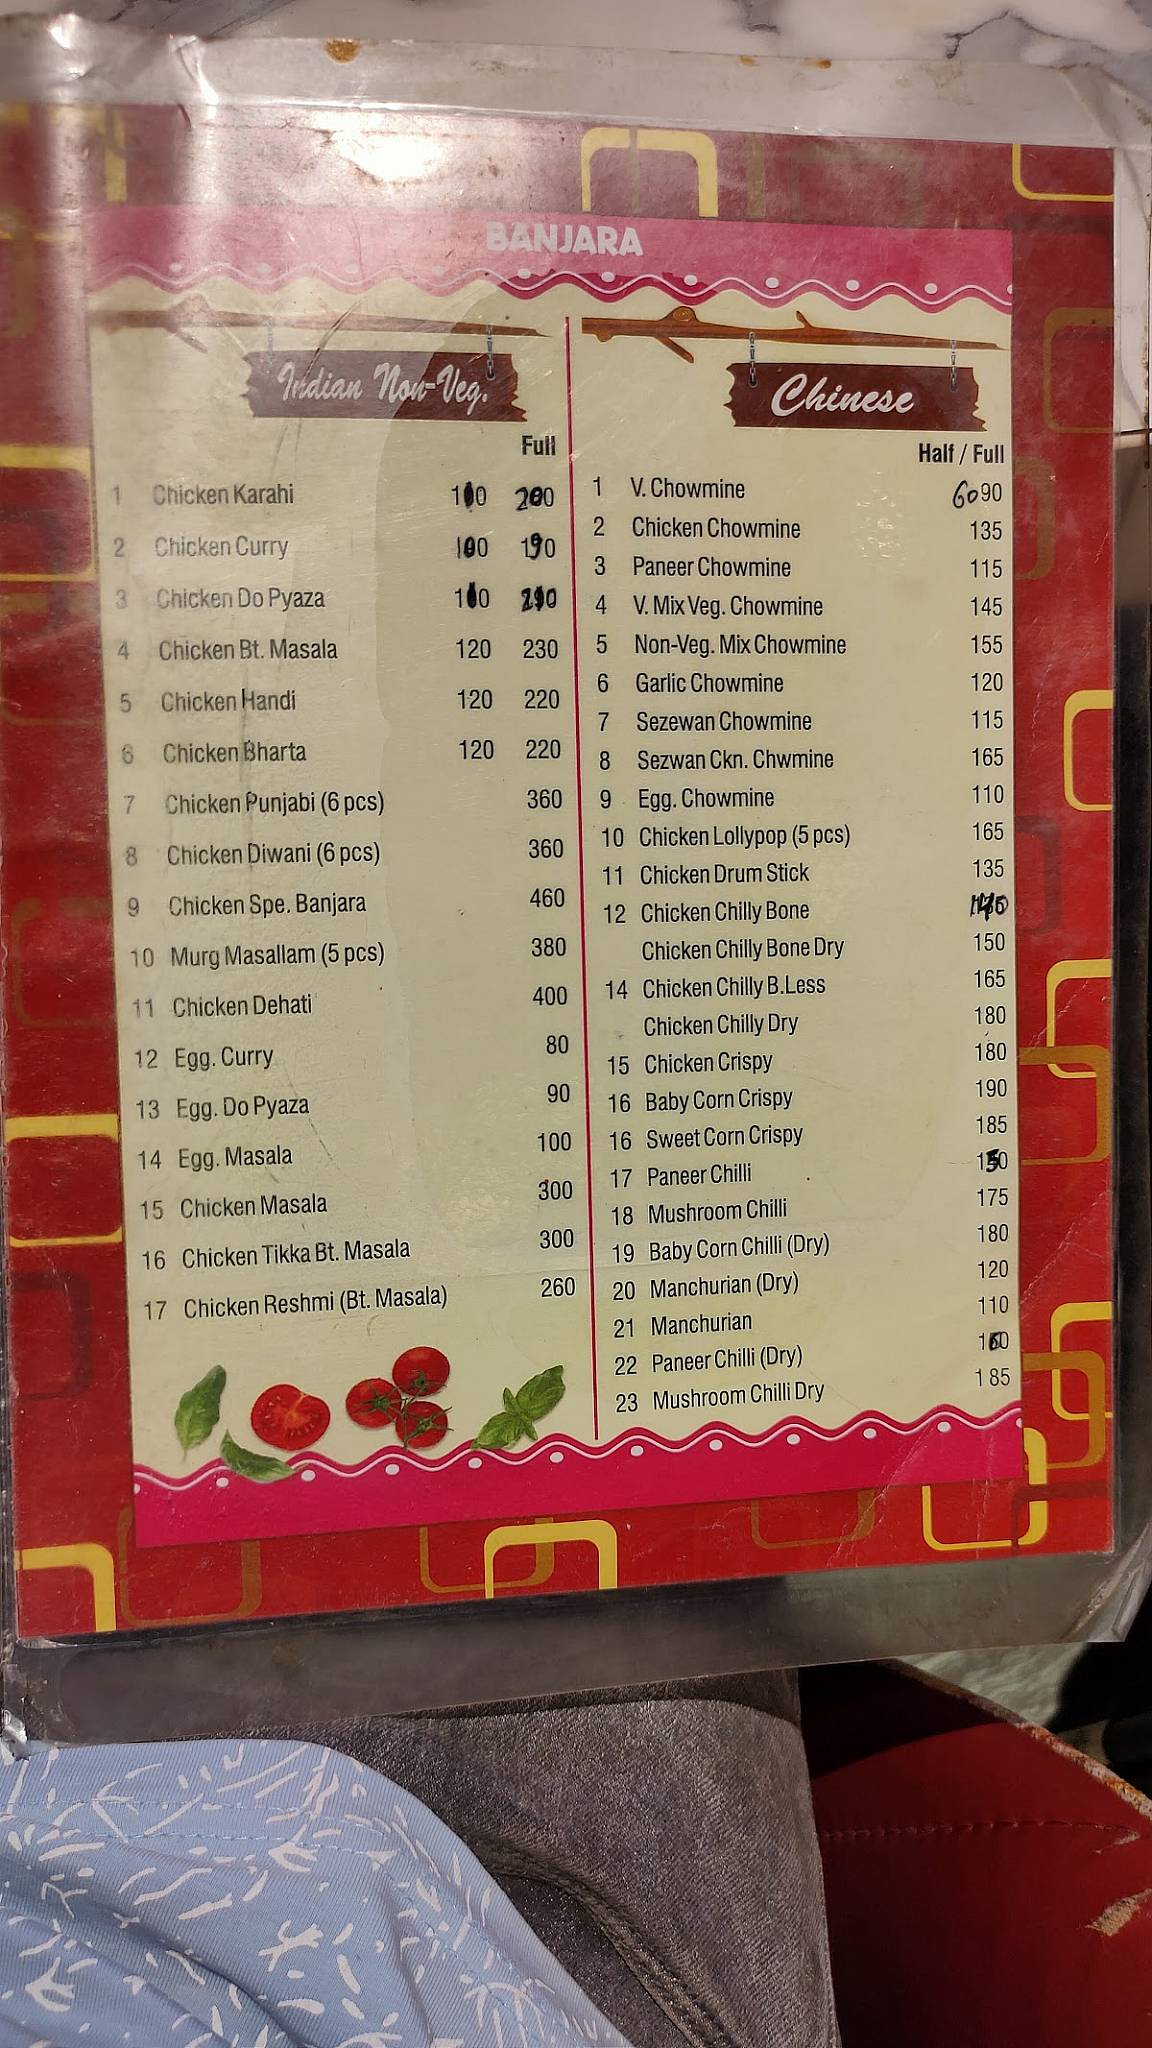 BANJARA
Indian Non-Veg.
Full
1 Chicken Karahi 110 200
2 Chicken Curry 100 190
3 Chicken Do Pyaza 110 210
4 Chicken Bt. Masala 120 230
5 Chicken Handi 120 220
6 Chicken Bharta 120 220
7 Chicken Punjabi (6 pcs) 360
8 Chicken Diwani (6 pcs) 360
9 Chicken Spe. Banjara 460
10 Murg Masallam (5 pcs) 380
11 Chicken Dehati 400
12 Egg. Curry 80
13 Egg. Do Pyaza 90
14 Egg. Masala 100
15 Chicken Masala 300
16 Chicken Tikka Bt. Masala 300
17 Chicken Reshmi (Bt. Masala) 260
Chinese
Half / Full
1 V. Chowmine 60 90
2 Chicken Chowmine 135
3 Paneer Chowmine 115
4 V. Mix Veg. Chowmine 145
5 Non-Veg. Mix Chowmine 155
6 Garlic Chowmine 120
7 Sezewan Chowmine 115
8 Sezwan Ckn. Chwmine 165
9 Egg. Chowmine 110
10 Chicken Lollypop (5 pcs) 165
11 Chicken Drum Stick 135
12 Chicken Chilly Bone
Chicken Chilly Bone Dry 150
14 Chicken Chilly B.Less 165
Chicken Chilly Dry 180
15 Chicken Crispy 180
16 Baby Corn Crispy 190
16 Sweet Corn Crispy 185
17 Paneer Chilli 150
18 Mushroom Chilli 175
19 Baby Corn Chilli (Dry) 180
20 Manchurian (Dry) 120
21 Manchurian 110
22 Paneer Chilli (Dry) 160
23 Mushroom Chilli Dry 185